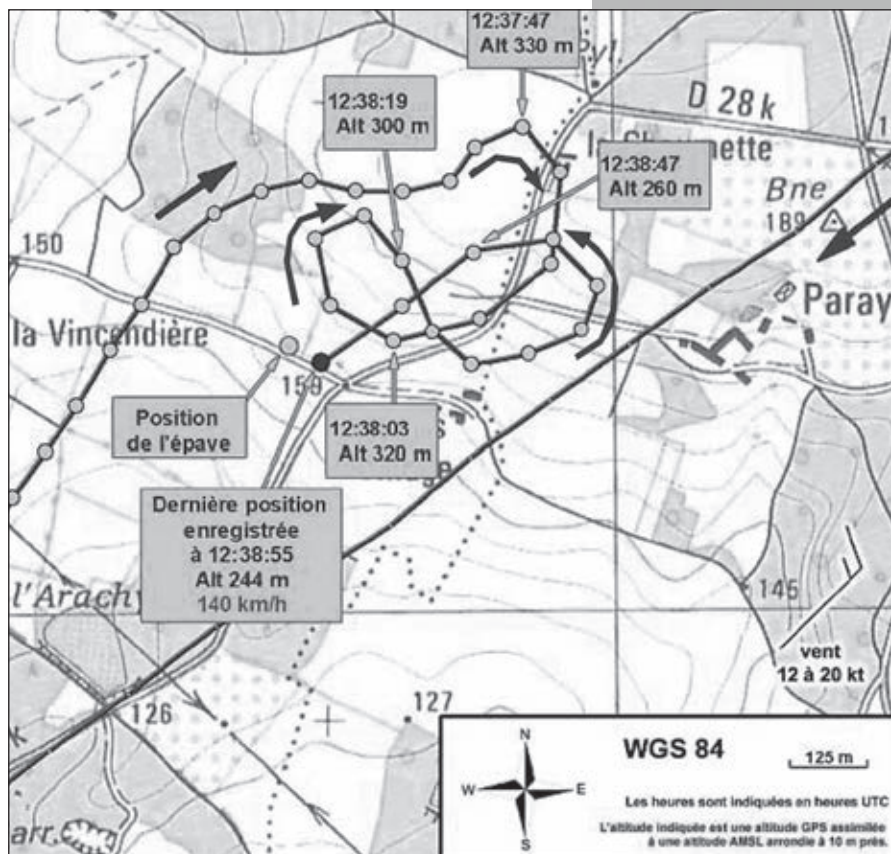 12:37:47
Alt 330 m
12:38:19
Alt 300 m
D 28 k
12:38:47
Alt 260 m
Bne
189
150
Paray
la Vincendière
159
Position
de l'épave
12:38:03
Alt 320 m
Dernière position
enregistrée
à 12:38:55
Alt 244 m
140 km/h
145
vent
12 à 20 kt
126
127
N
W E
S
WGS 84
125 m
Les heures sont indiquées en heures UTC
L'altitude indiquée est une altitude GPS assimilée
à une altitude AMSL arrondie à 10 m près